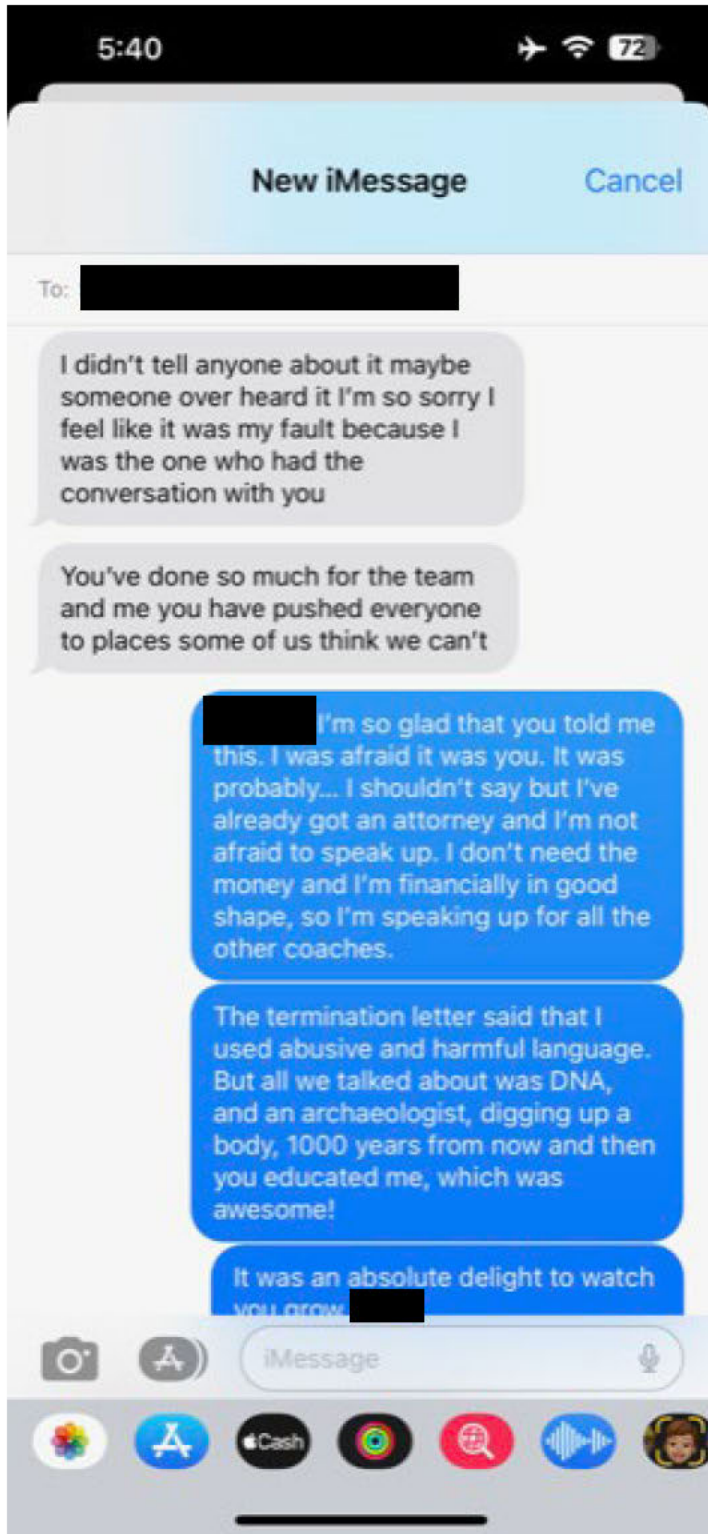 5:40
72
New iMessage
Cancel
To:
I didn't tell anyone about it maybe
someone over heard it I'm so sorry I
feel like it was my fault because I
was the one who had the
conversation with you
You've done so much for the team
and me you have pushed everyone
to places some of us think we can't
I'm so glad that you told me
this. I was afraid it was you. It was
probably... I shouldn't say but I've
already got an attorney and I'm not
afraid to speak up. I don't need the
money and I'm financially in good
shape, so I'm speaking up for all the
other coaches.
The termination letter said that I
used abusive and harmful language.
But all we talked about was DNA,
and an archaeologist, digging up a
body, 1000 years from now and then
you educated me, which was
awesome!
It was an absolute delight to watch
you grow
iMessage
Cash